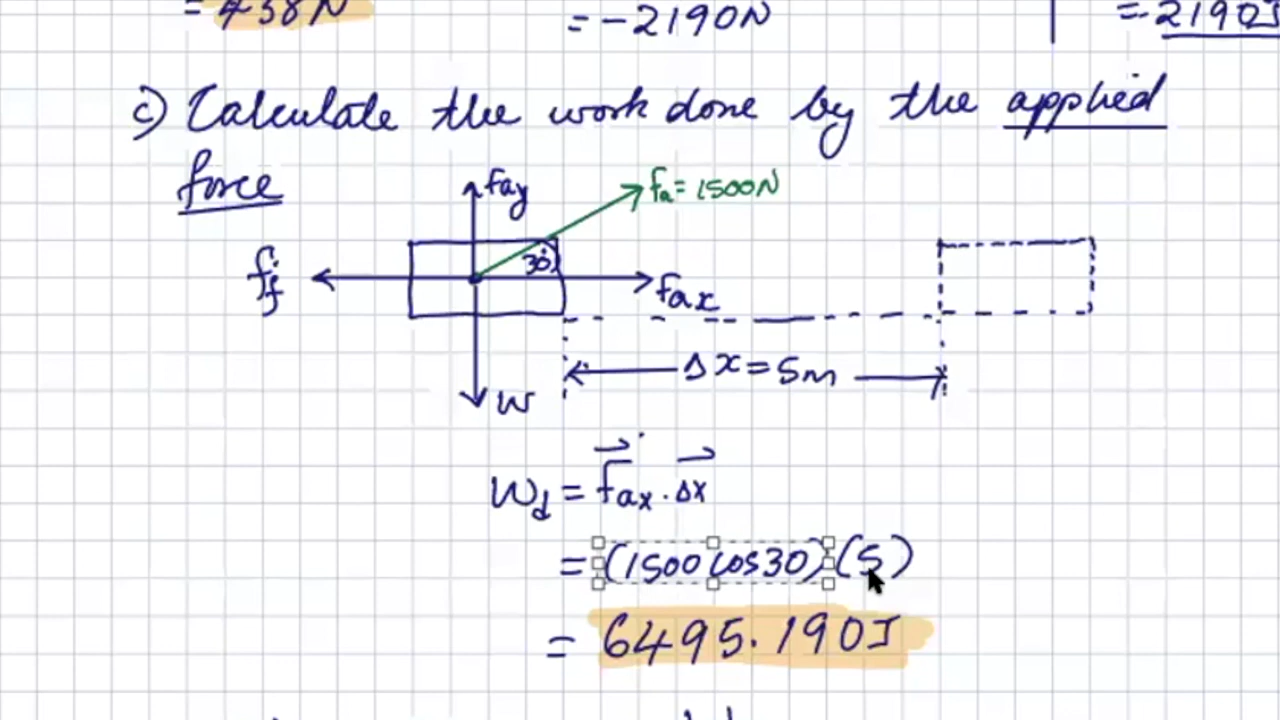 = 438N
= -2190N
= -2190J
c) Calculate the work done by the applied
force
fay
fa = 1500N
30°
ff
fax
Δx = 5m
W
Wd = fax . Δx
= (1500 cos30) (5)
= 6495.190J